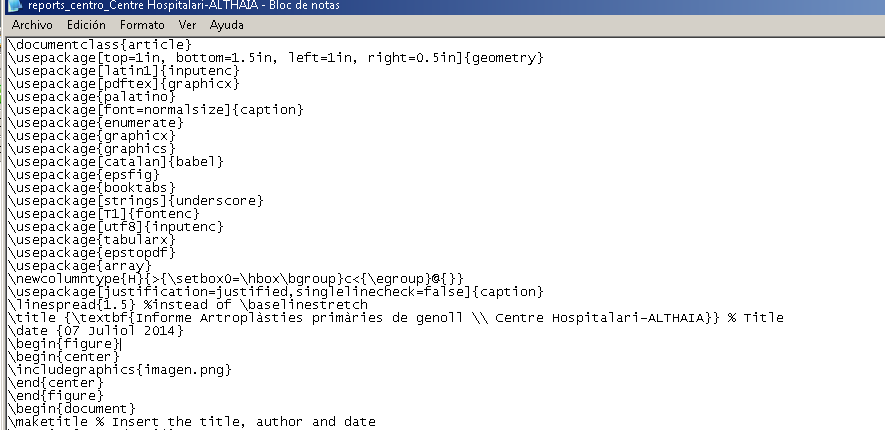 reports_centro_Centre Hospitalari-ALTHAIA - Bloc de notas
Archivo Edición Formato Ver Ayuda
\documentclass{article}
\usepackage[top=1in, bottom=1.5in, left=1in, right=0.5in]{geometry}
\usepackage[latin1]{inputenc}
\usepackage[pdftex]{graphicx}
\usepackage{palatino}
\usepackage[font=normalsize]{caption}
\usepackage{enumerate}
\usepackage{graphicx}
\usepackage{graphics}
\usepackage[catalan]{babel}
\usepackage{epsfig}
\usepackage{booktabs}
\usepackage[strings]{underscore}
\usepackage[T1]{fontenc}
\usepackage[utf8]{inputenc}
\usepackage{tabularx}
\usepackage{epstopdf}
\usepackage{array}
\newcolumntype{H}{>{\setbox0=\hbox\bgroup}c<{\egroup}@{}}
\usepackage[justification=justified,singlelinecheck=false]{caption}
\linespread{1.5} %instead of \baselinestretch
\title {\textbf{Informe Artroplàsties primàries de genoll \\ Centre Hospitalari-ALTHAIA}} % Title
\date {07 Juliol 2014}
\begin{figure}
\begin{center}
\includegraphics{imagen.png}
\end{center}
\end{figure}
\begin{document}
\maketitle % Insert the title, author and date